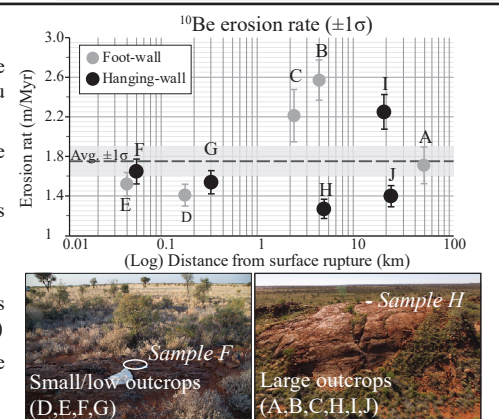 ¹⁰Be erosion rate (±1σ)
Erosion rat (m/Myr)
3.0
2.6
2.2
1.8
1.4
1
Foot-wall
Hanging-wall
Avg. ±1σ
A
B
C
D
E
F
G
H
I
J
0.01
0.1
1
10
100
(Log) Distance from surface rupture (km)
Sample F
Small/low outcrops
(D,E,F,G)
Sample H
Large outcrops
(A,B,C,H,I,J)